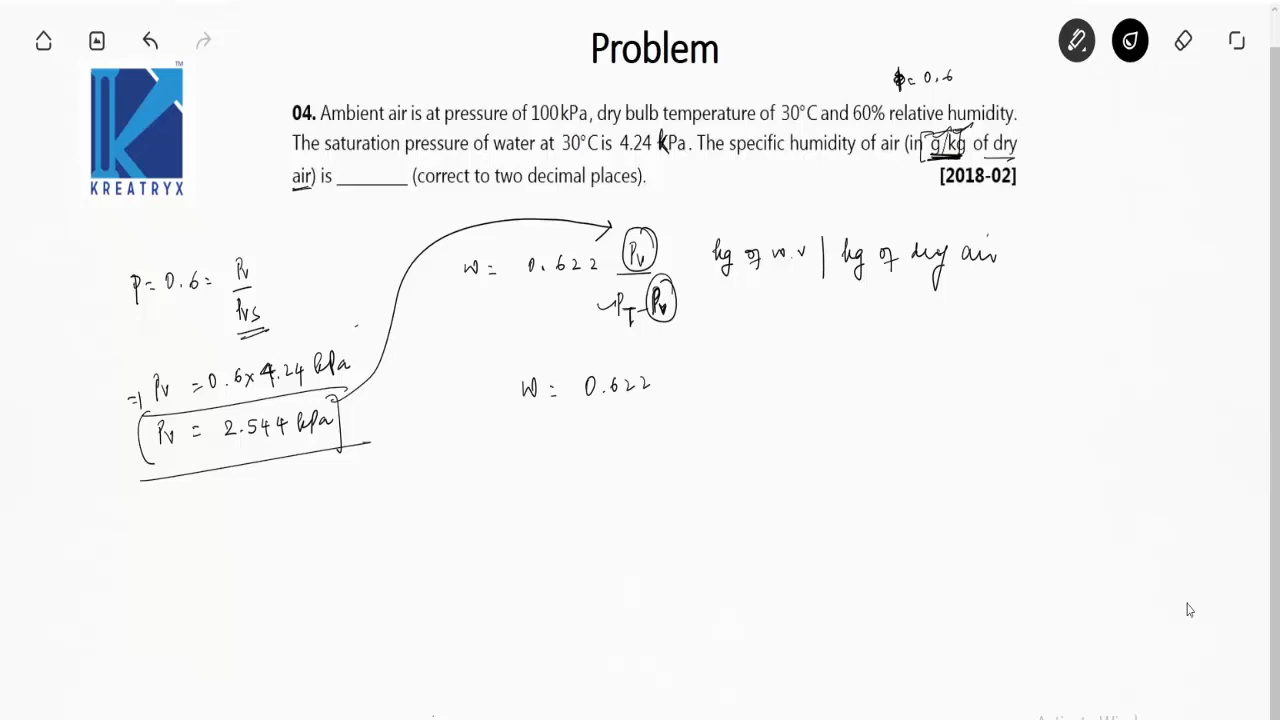 Problem
TM
KREATRYX
ϕ = 0.6
04. Ambient air is at pressure of 100 kPa, dry bulb temperature of 30°C and 60% relative humidity.
The saturation pressure of water at 30°C is 4.24 kPa. The specific humidity of air (in g/kg of dry
air) is ________ (correct to two decimal places).
[2018-02]
φ = 0.6 = Pv / Pvs
⇒ Pv = 0.6 × 4.24 kPa
Pv = 2.544 kPa
W = 0.622 Pv / PT - Pv
kg of w.v | kg of dry air
W = 0.622